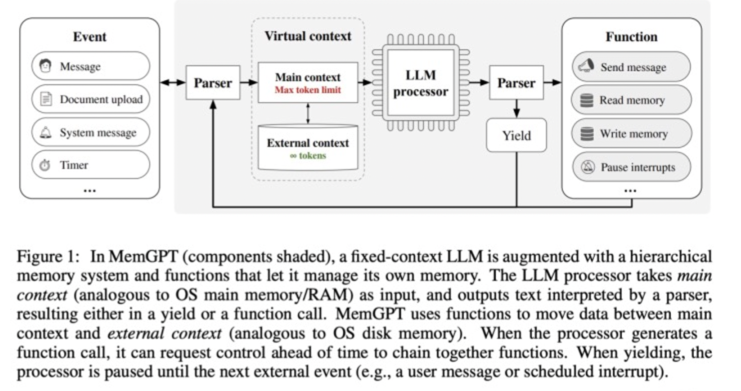 Event
Message
Document upload
System message
Timer
...
Parser
Virtual context
Main context
Max token limit
External context
∞ tokens
LLM
processor
Parser
Yield
Function
Send message
Read memory
Write memory
Pause interrupts
...
Figure 1: In MemGPT (components shaded), a fixed-context LLM is augmented with a hierarchical
memory system and functions that let it manage its own memory. The LLM processor takes main
context (analogous to OS main memory/RAM) as input, and outputs text interpreted by a parser,
resulting either in a yield or a function call. MemGPT uses functions to move data between main
context and external context (analogous to OS disk memory). When the processor generates a
function call, it can request control ahead of time to chain together functions. When yielding, the
processor is paused until the next external event (e.g., a user message or scheduled interrupt).